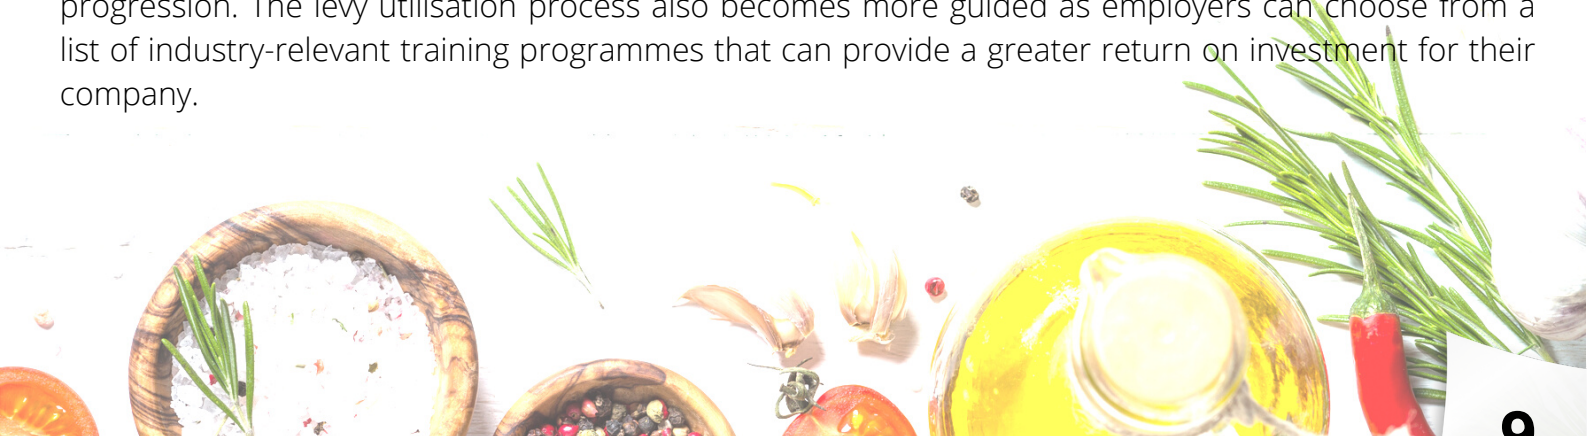 progression. The levy utilisation process also becomes more guided as employers can choose from a
list of industry-relevant training programmes that can provide a greater return on investment for their
company.
9